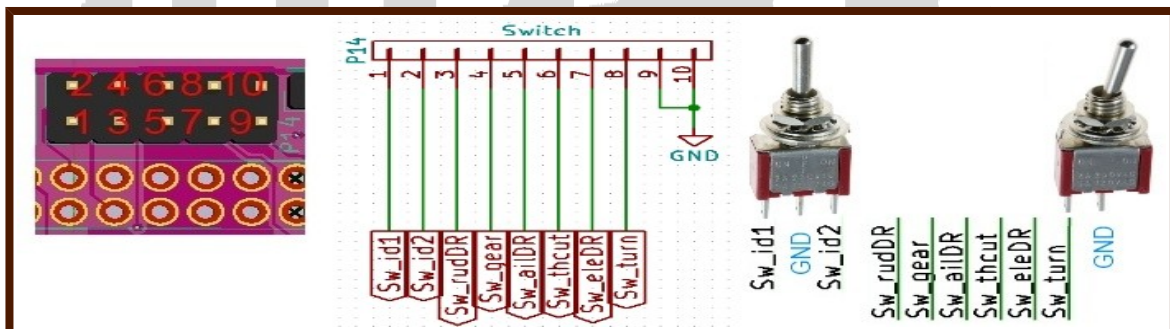 2 4 6 8 10
1 3 5 7 9
P14
Switch
P14
1
2
3
4
5
6
7
8
9
10
GND
Sw_id1
Sw_id2
Sw_rudDR
Sw_gear
Sw_ailDR
Sw_thcut
Sw_eleDR
Sw_turn
Sw_id1
GND
Sw_id2
Sw_rudDR
Sw_gear
Sw_ailDR
Sw_thcut
Sw_eleDR
Sw_turn
GND